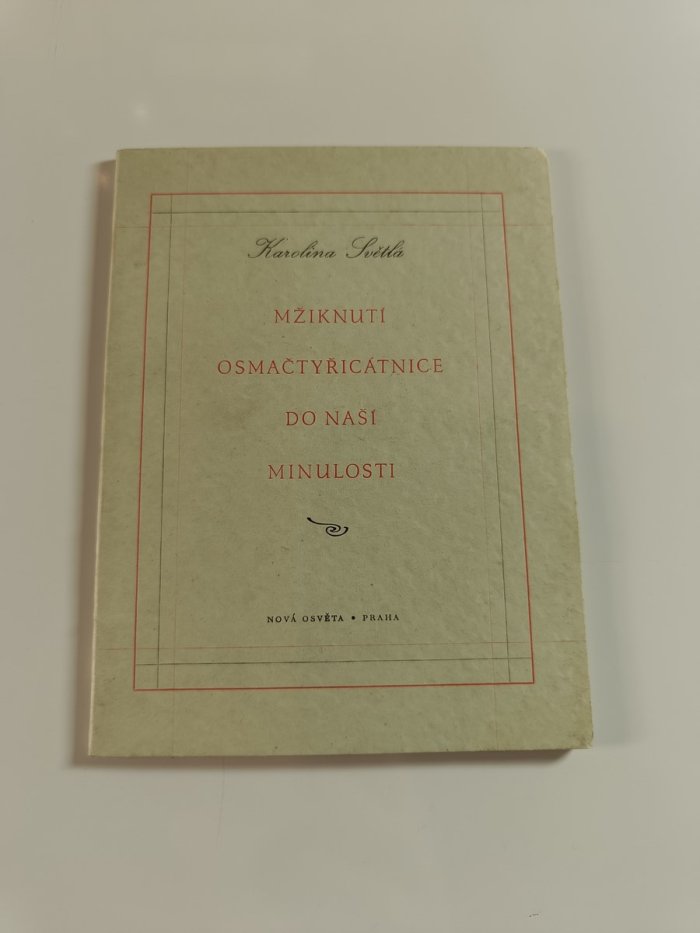 Karolina Světlá
MŽIKNUTÍ
OSMAČTYŘICÁTNICE
DO NAŠÍ
MINULOSTI
NOVÁ OSVĚTA • PRAHA